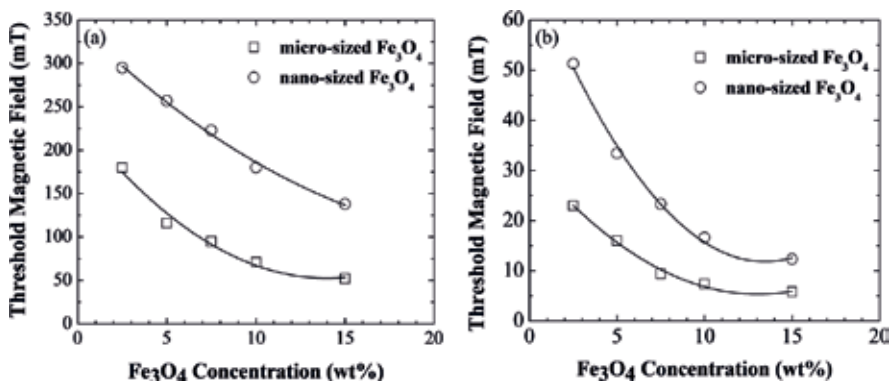 (a)
micro-sized Fe₃O₄
nano-sized Fe₃O₄
Threshold Magnetic Field (mT)
350
300
250
200
150
100
50
0
0 5 10 15 20
Fe₃O₄ Concentration (wt%)
(b)
micro-sized Fe₃O₄
nano-sized Fe₃O₄
Threshold Magnetic Field (mT)
60
50
40
30
20
10
0
0 5 10 15 20
Fe₃O₄ Concentration (wt%)